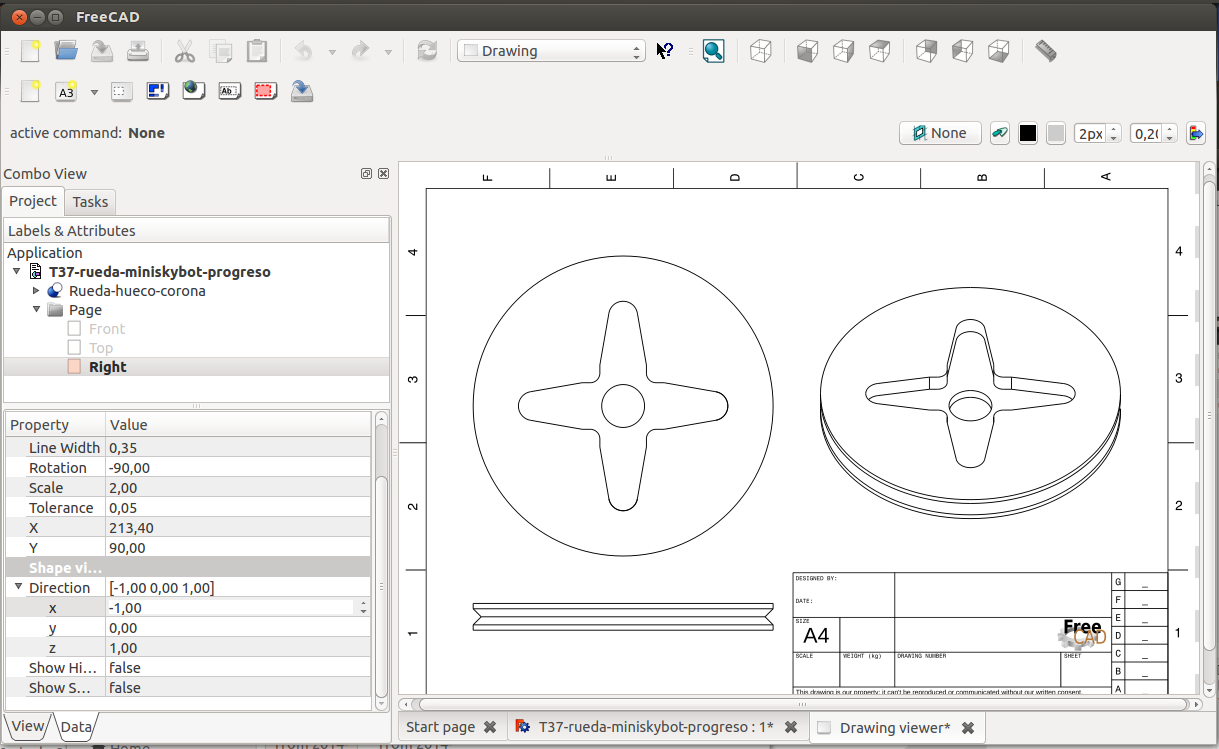 FreeCAD
A3
Drawing
Ab
active command: None
None
2px
0,20
Combo View
Project
Tasks
Labels & Attributes
Application
T37-rueda-miniskybot-progreso
Rueda-hueco-corona
Page
Front
Top
Right
Property Value
Line Width 0,35
Rotation -90,00
Scale 2,00
Tolerance 0,05
X 213,40
Y 90,00
Shape vi...
Direction [-1,00 0,00 1,00]
x -1,00
y 0,00
z 1,00
Show Hi... false
Show S... false
View
Data
F E D C B A
4 4
3 3
2 2
1 1
DESIGNED BY:
DATE:
SIZE
A4
SCALE
WEIGHT (kg)
DRAWING NUMBER
SHEET
Free
CAD
G _
F _
E _
D _
C _
B _
A
This drawing is our property; it can't be reproduced or communicated without our written consent.
Start page
T37-rueda-miniskybot-progreso : 1*
Drawing viewer*